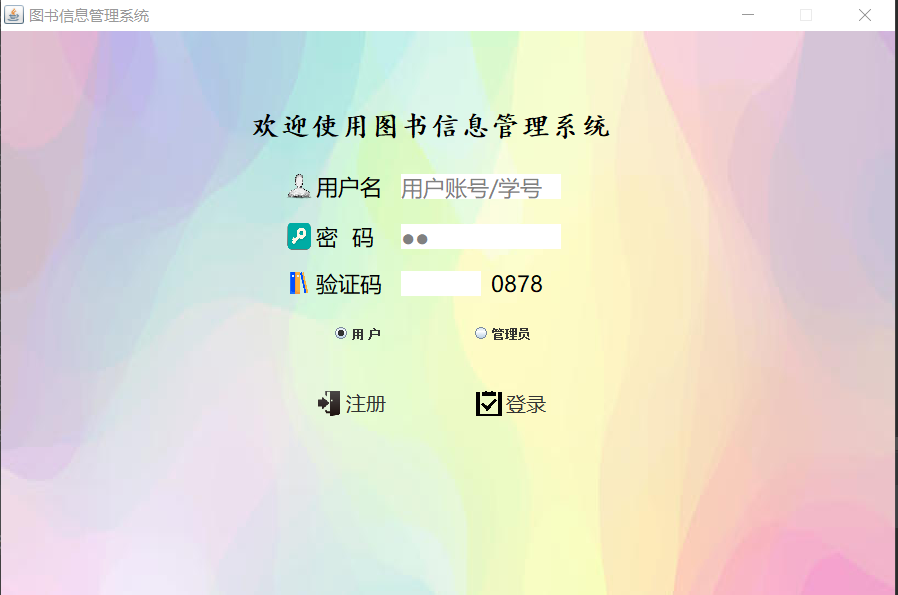 图书信息管理系统
欢迎使用图书信息管理系统
用户名 用户账号/学号
密 码 ●●
验证码 0878
用户 管理员
注册 登录